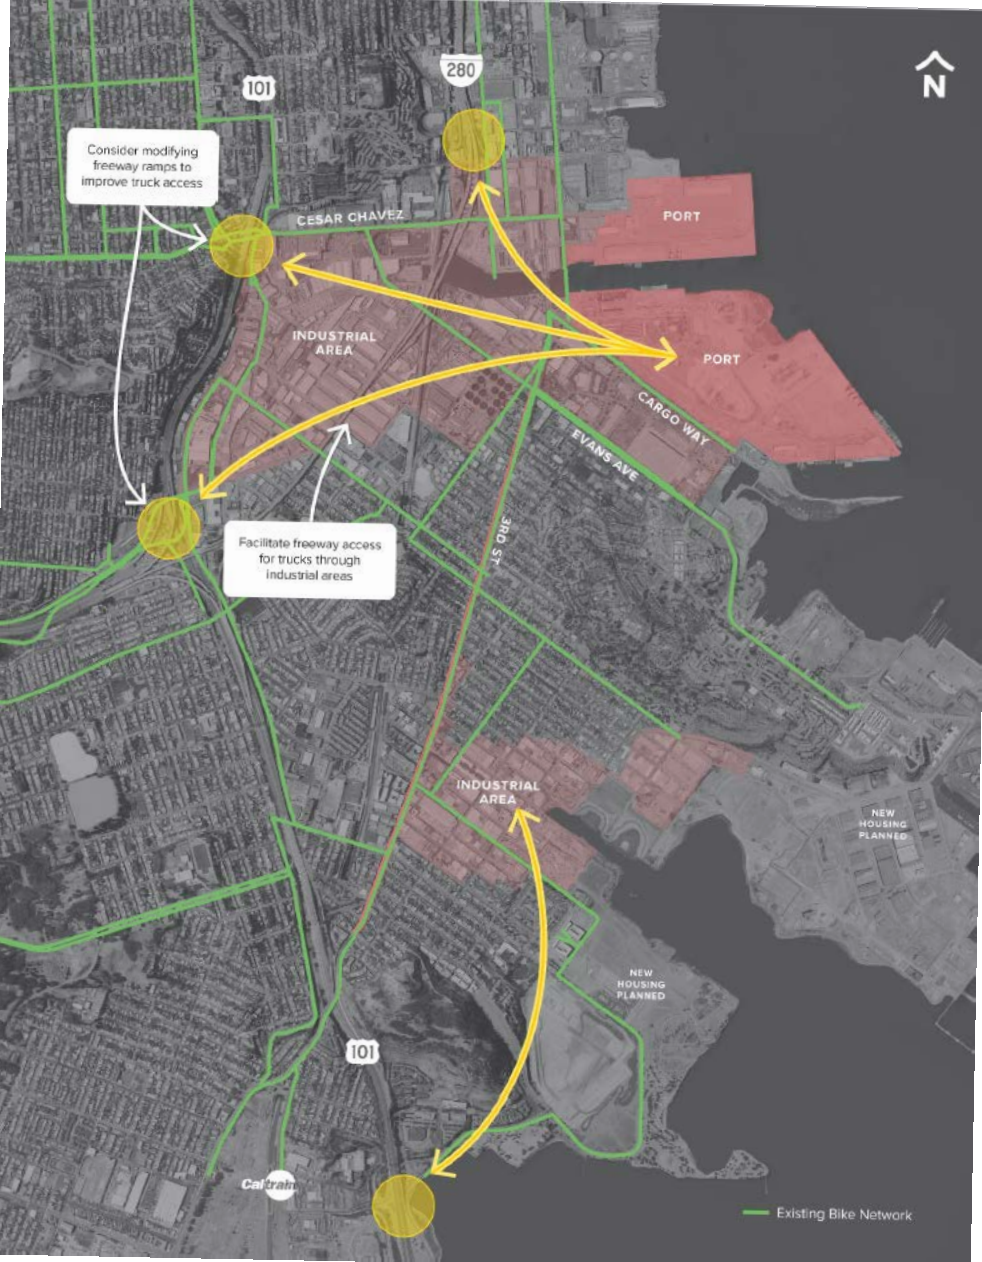 101
280
N
Consider modifying
freeway ramps to
improve truck access
CESAR CHAVEZ
PORT
INDUSTRIAL
AREA
PORT
CARGO WAY
EVANS AVE
3RD ST
Facilitate freeway access
for trucks through
industrial areas
INDUSTRIAL
AREA
NEW
HOUSING
PLANNED
NEW
HOUSING
PLANNED
101
Caltrain
Existing Bike Network